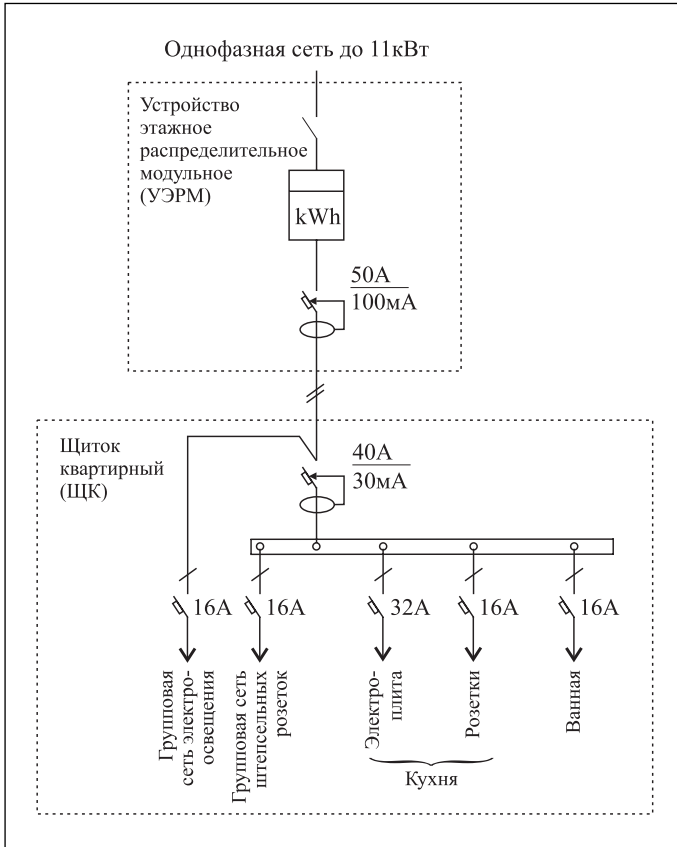 Однофазная сеть до 11кВт
Устройство
этажное
распределительное
модульное
(УЭРМ)
kWh
50А
100мА
Щиток
квартирный
(ЩК)
40А
30мА
16А
16А
32А
16А
16А
Групповая
сеть электро-
освещения
Групповая сеть
штепсельных
розеток
Электро-
плита
Розетки
Ванная
Кухня